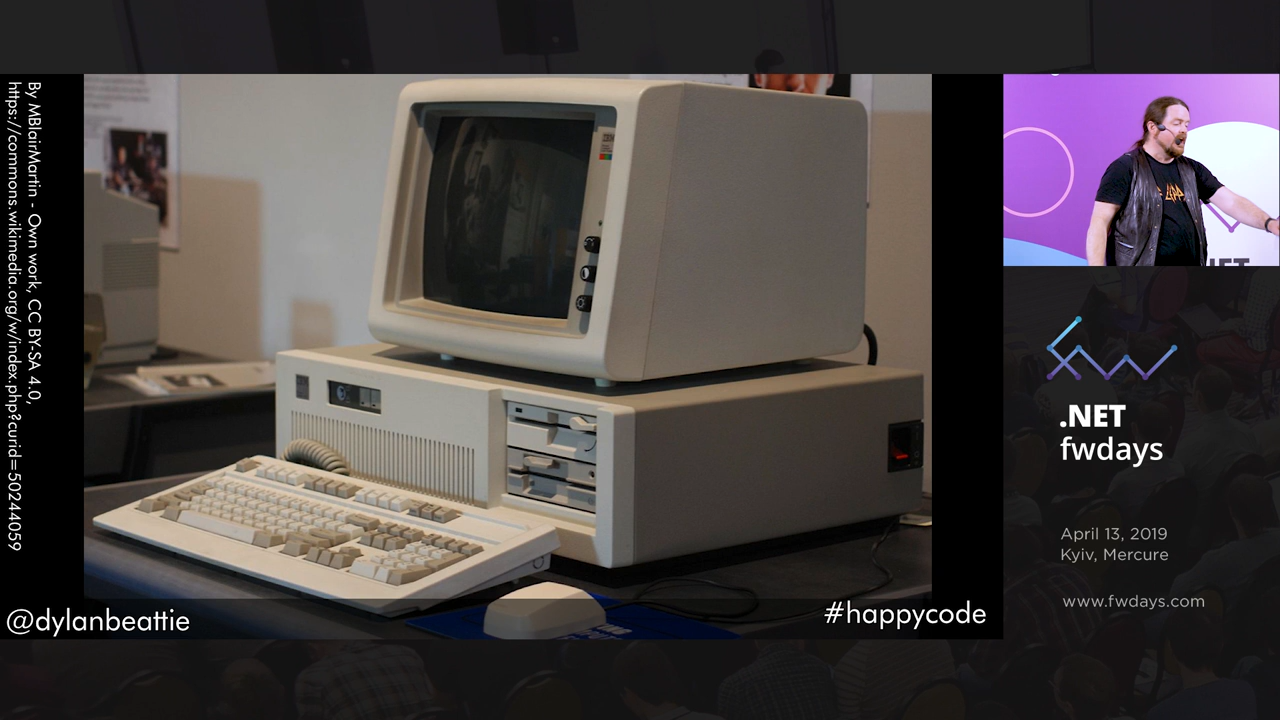 By MBlairMartin - Own work, CC BY-SA 4.0,
https://commons.wikimedia.org/w/index.php?curid=50244059
@dylanbeattie
#happycode
.NET
fwdays
April 13, 2019
Kyiv, Mercure
www.fwdays.com